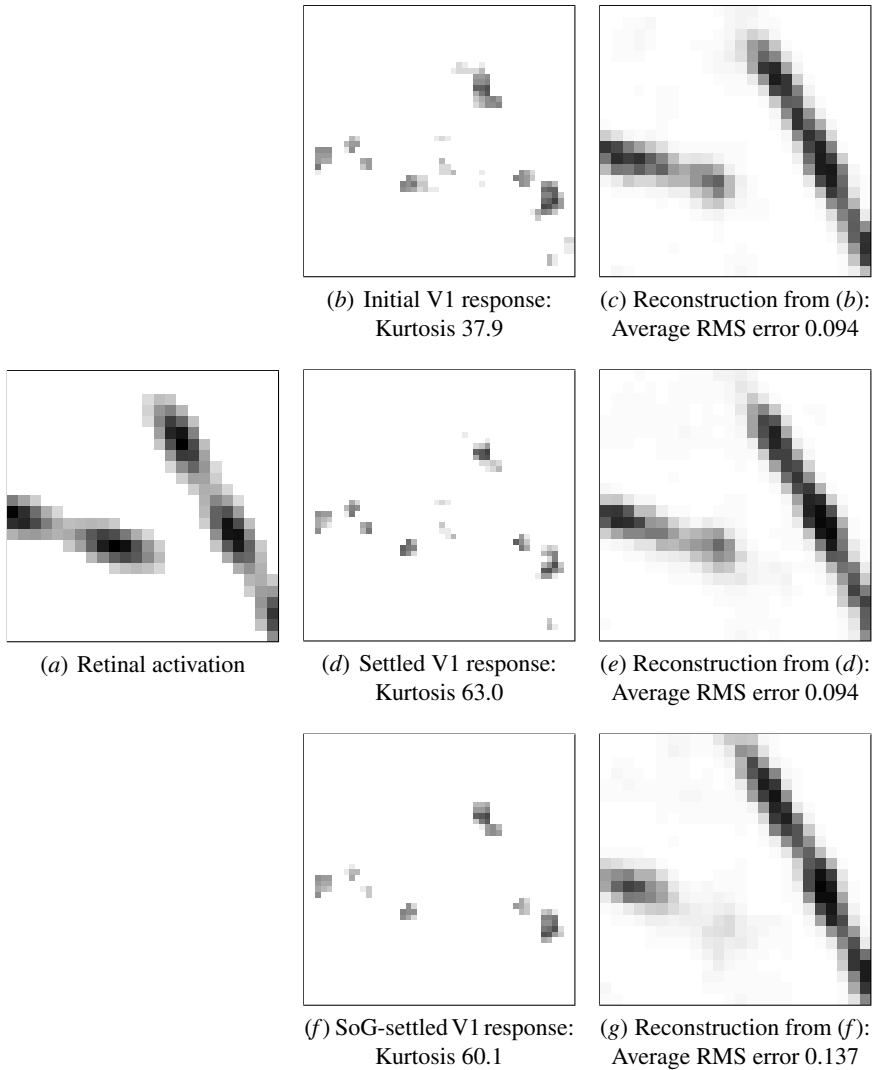 (b) Initial V1 response:
Kurtosis 37.9
(c) Reconstruction from (b):
Average RMS error 0.094
(a) Retinal activation
(d) Settled V1 response:
Kurtosis 63.0
(e) Reconstruction from (d):
Average RMS error 0.094
(f) SoG-settled V1 response:
Kurtosis 60.1
(g) Reconstruction from (f):
Average RMS error 0.137